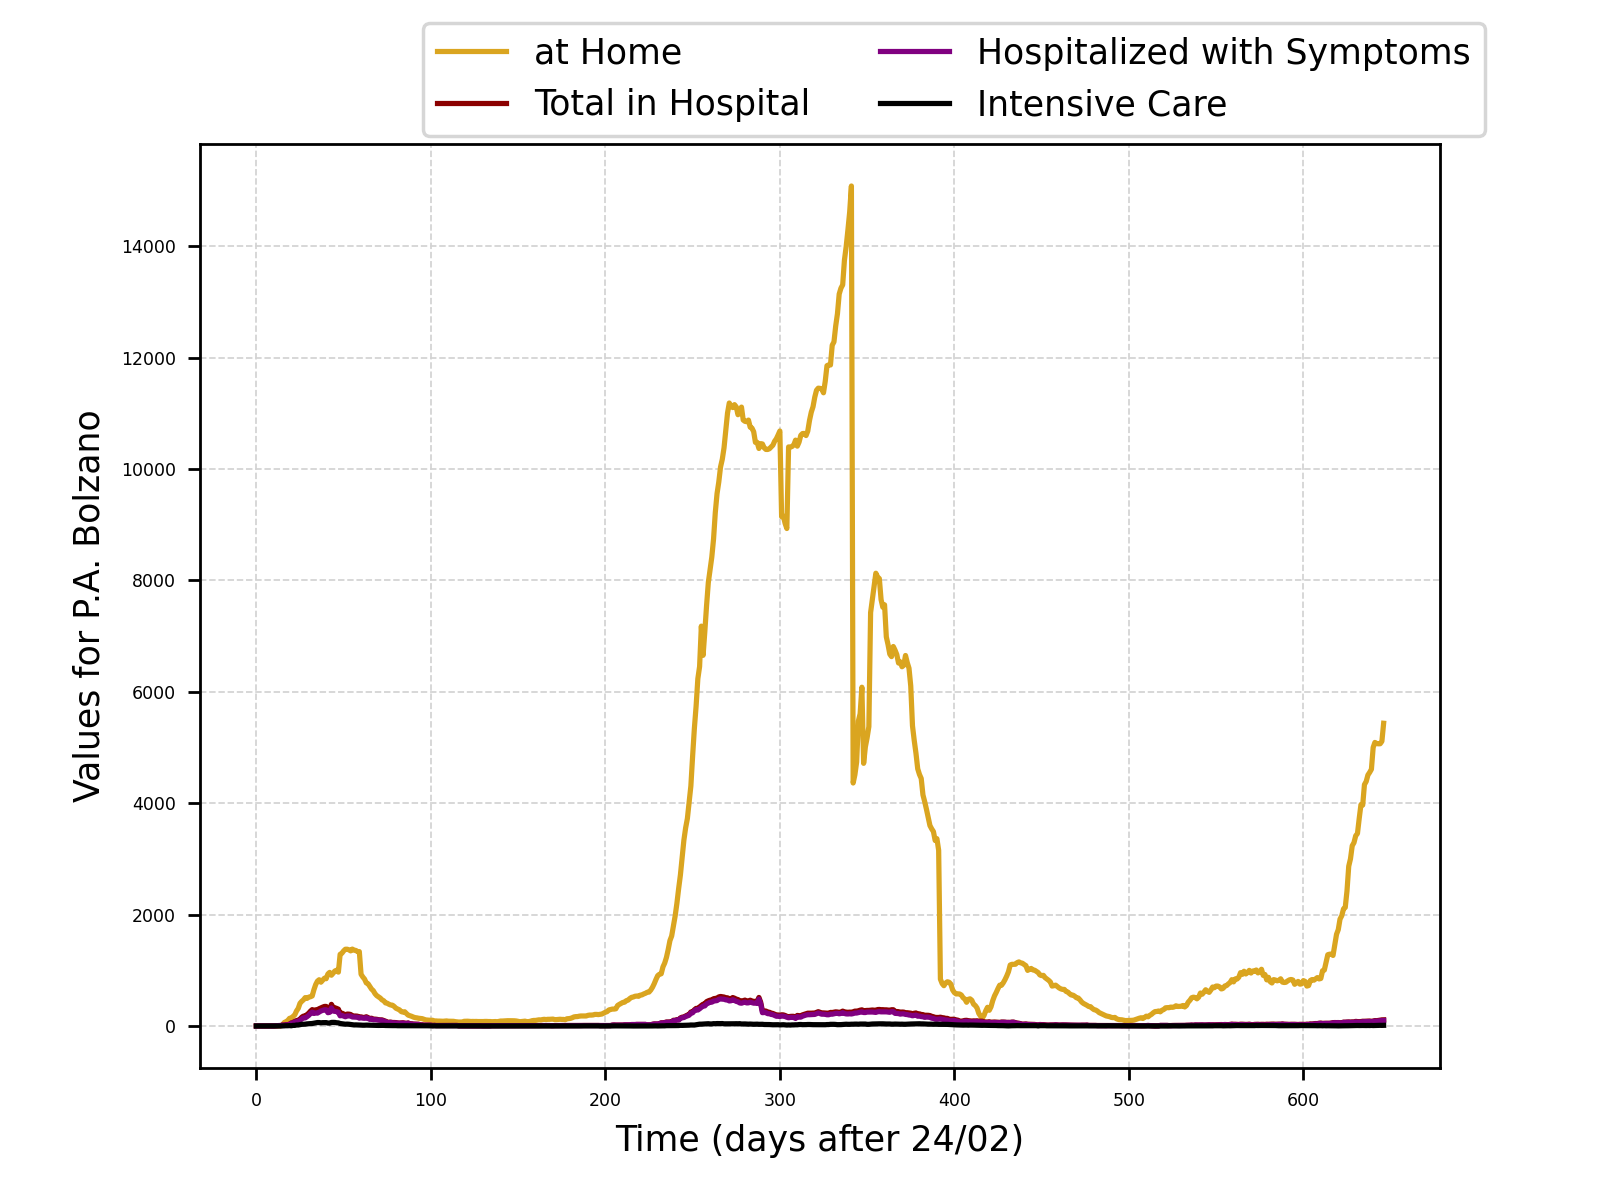 at Home
Total in Hospital
Hospitalized with Symptoms
Intensive Care
Values for P.A. Bolzano
14000
12000
10000
8000
6000
4000
2000
0
0 100 200 300 400 500 600
Time (days after 24/02)